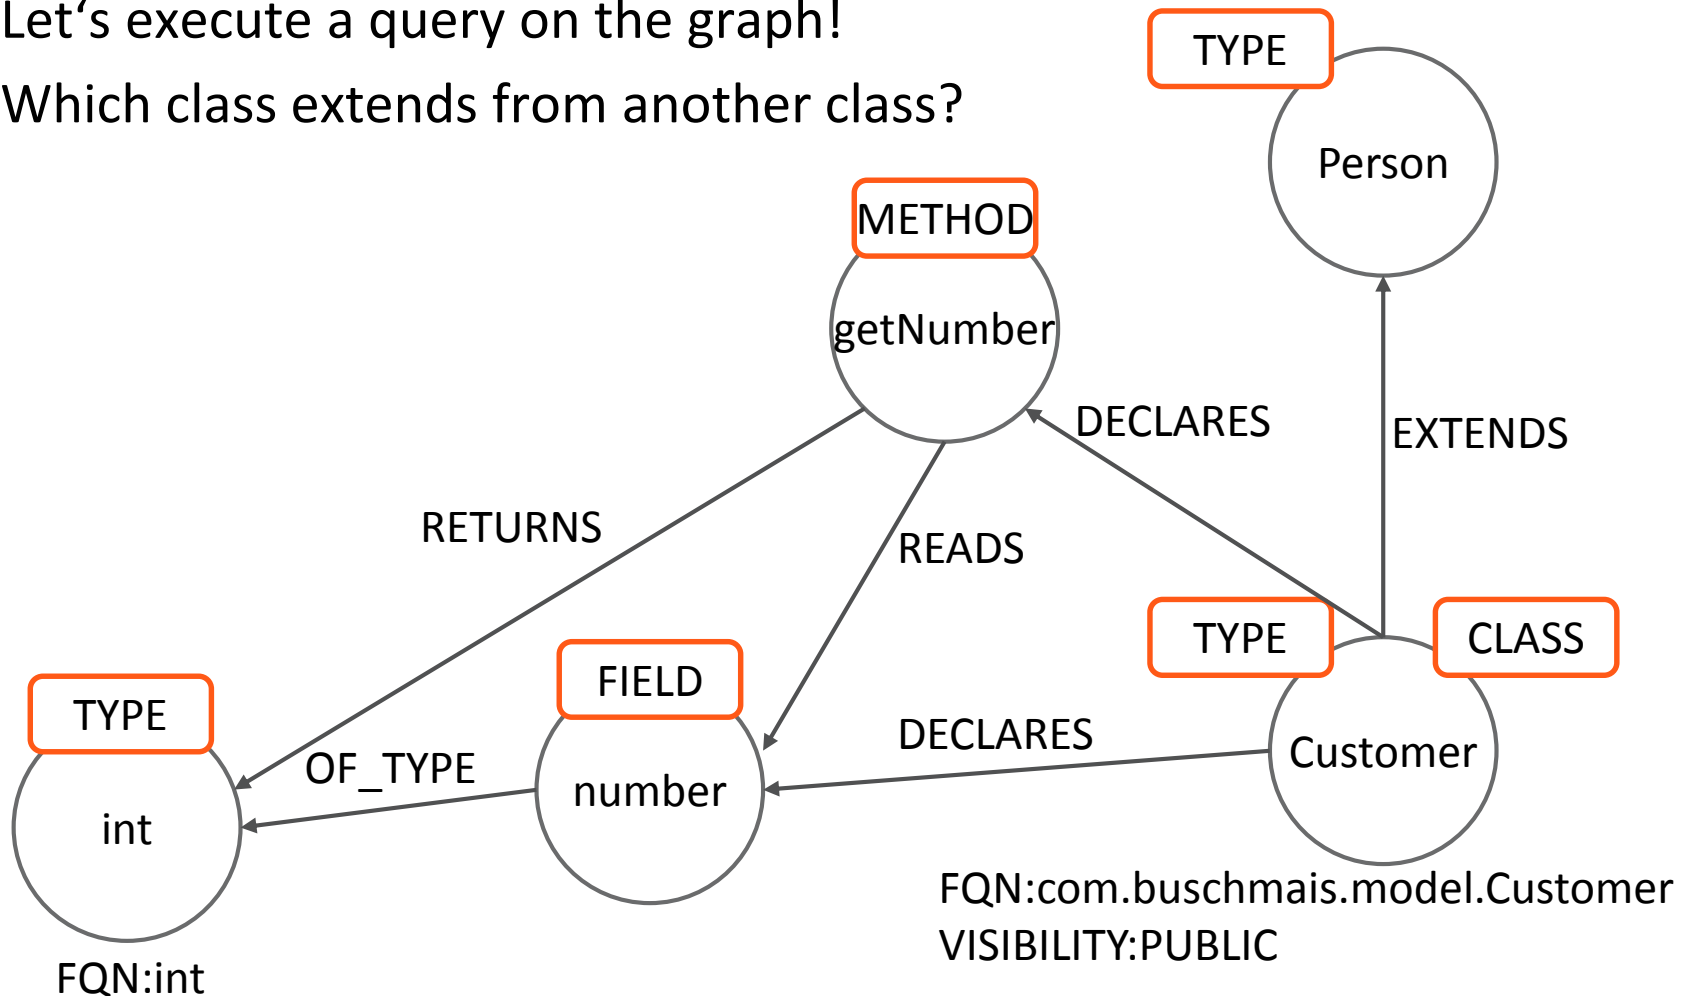 Let‘s execute a query on the graph!
Which class extends from another class?
TYPE
Person
METHOD
getNumber
DECLARES
EXTENDS
RETURNS
READS
TYPE
CLASS
Customer
FIELD
number
DECLARES
TYPE
OF_TYPE
int
FQN:com.buschmais.model.Customer
VISIBILITY:PUBLIC
FQN:int